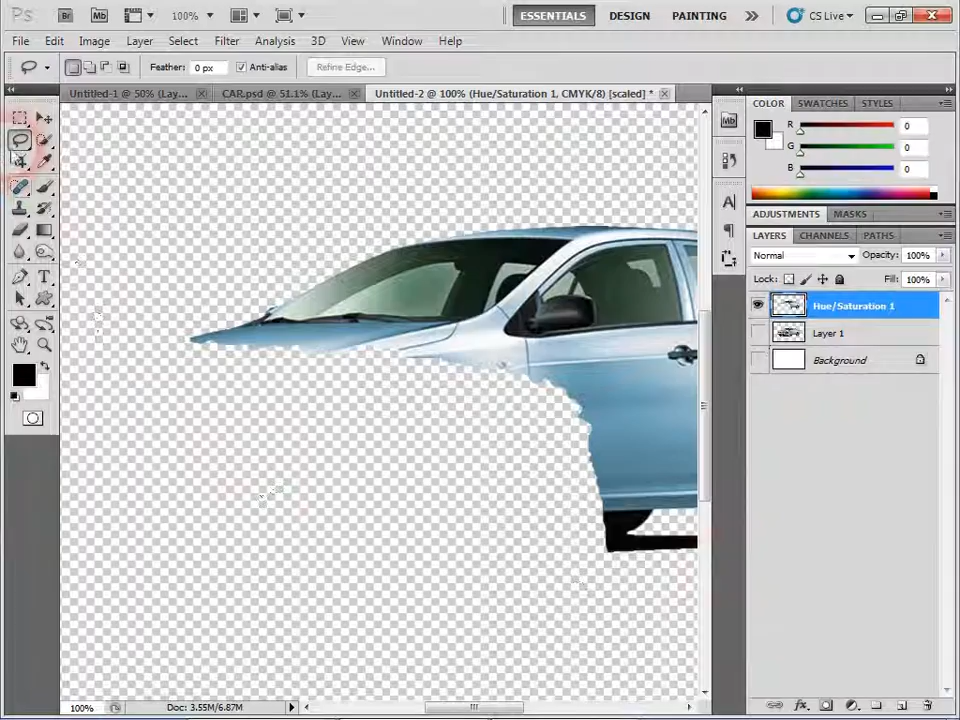 Ps Br Mb 100% ESSENTIALS DESIGN PAINTING CS Live
File Edit Image Layer Select Filter Analysis 3D View Window Help
Feather: 0 px Anti-alias Refine Edge...
Untitled-1 @ 50% (Lay... CAR.psd @ 51.1% (Lay... Untitled-2 @ 100% (Hue/Saturation 1, CMYK/8) [scaled] *
COLOR SWATCHES STYLES
Mb
R 0
G 0
B 0
A
T
ADJUSTMENTS MASKS
LAYERS CHANNELS PATHS
Normal Opacity: 100%
Lock: Fill: 100%
Hue/Saturation 1
Layer 1
Background
100% Doc: 3.55M/6.87M
fx